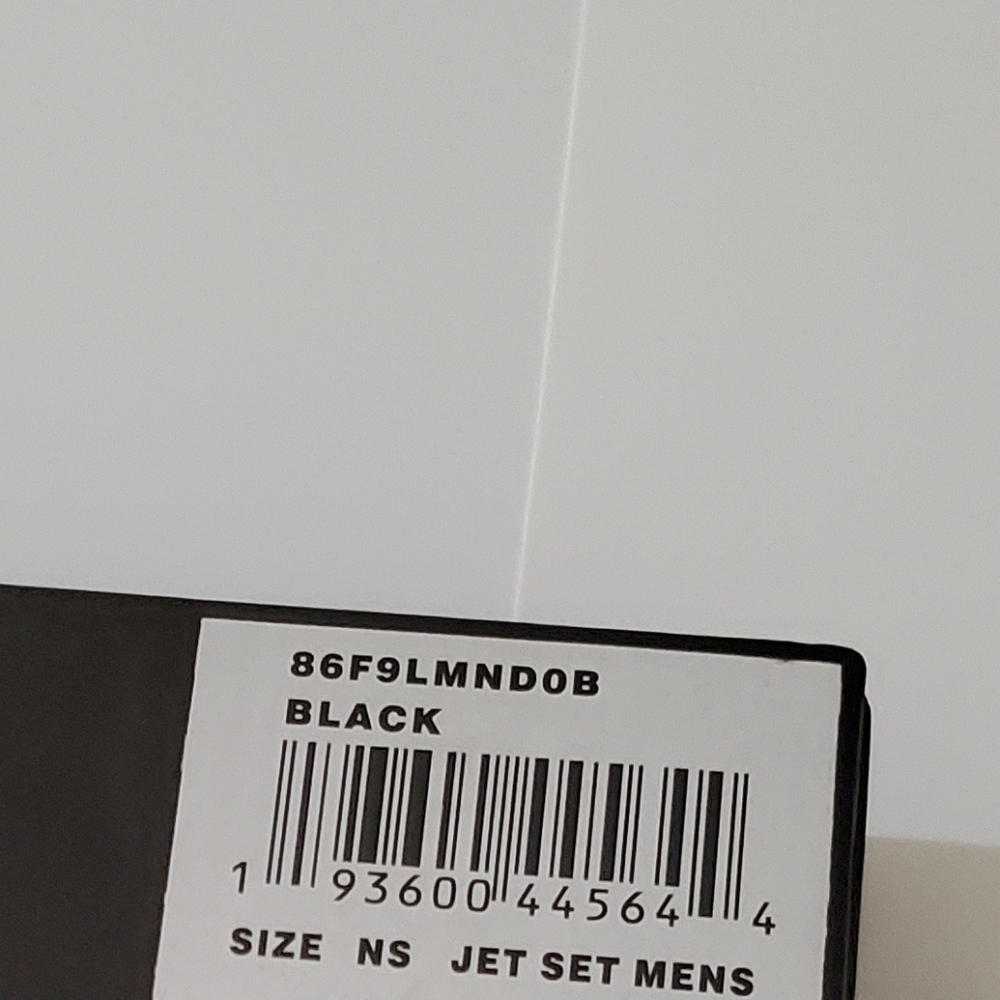 86F9LMND0B
BLACK
1 93600 44564 4
SIZE NS JET SET MENS